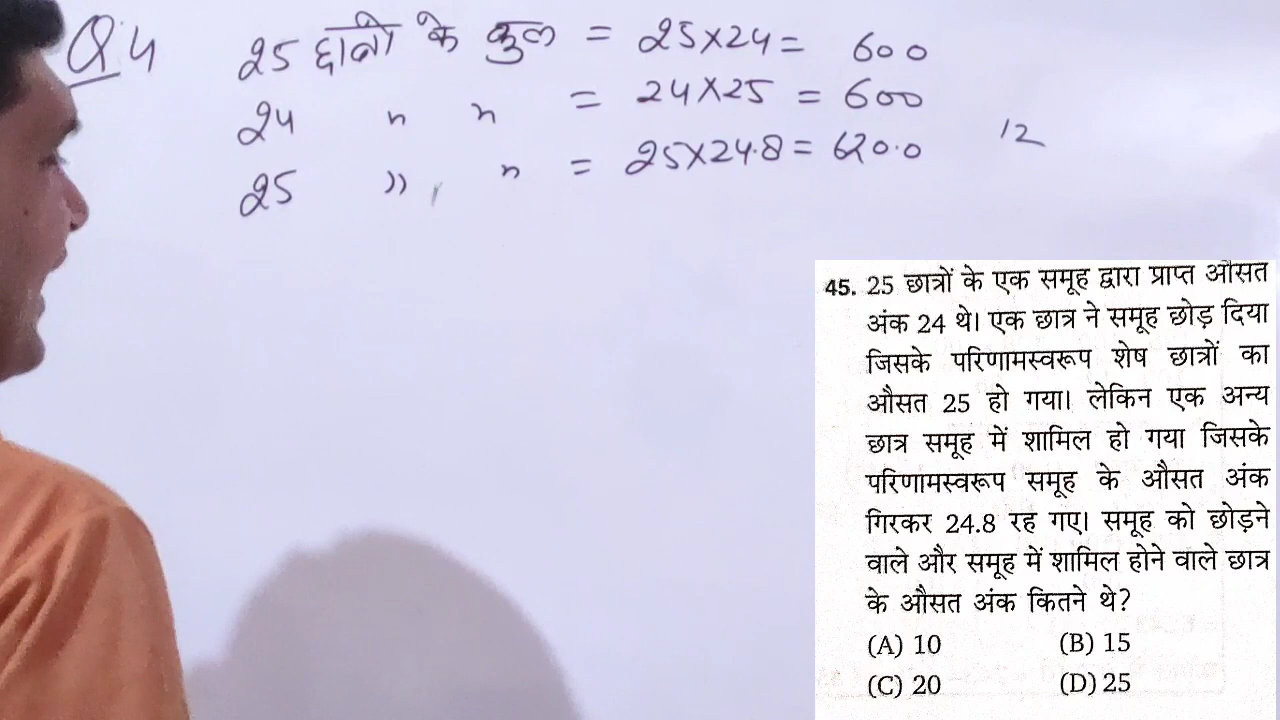 Q.4
25 छात्रों के कुल = 25×24 = 600
24 " " = 24×25 = 600
25 " " = 25×24.8 = 620.0
12
45. 25 छात्रों के एक समूह द्वारा प्राप्त औसत
अंक 24 थे। एक छात्र ने समूह छोड़ दिया
जिसके परिणामस्वरूप शेष छात्रों का
औसत 25 हो गया। लेकिन एक अन्य
छात्र समूह में शामिल हो गया जिसके
परिणामस्वरूप समूह के औसत अंक
गिरकर 24.8 रह गए। समूह को छोड़ने
वाले और समूह में शामिल होने वाले छात्र
के औसत अंक कितने थे?
(A) 10 (B) 15
(C) 20 (D) 25